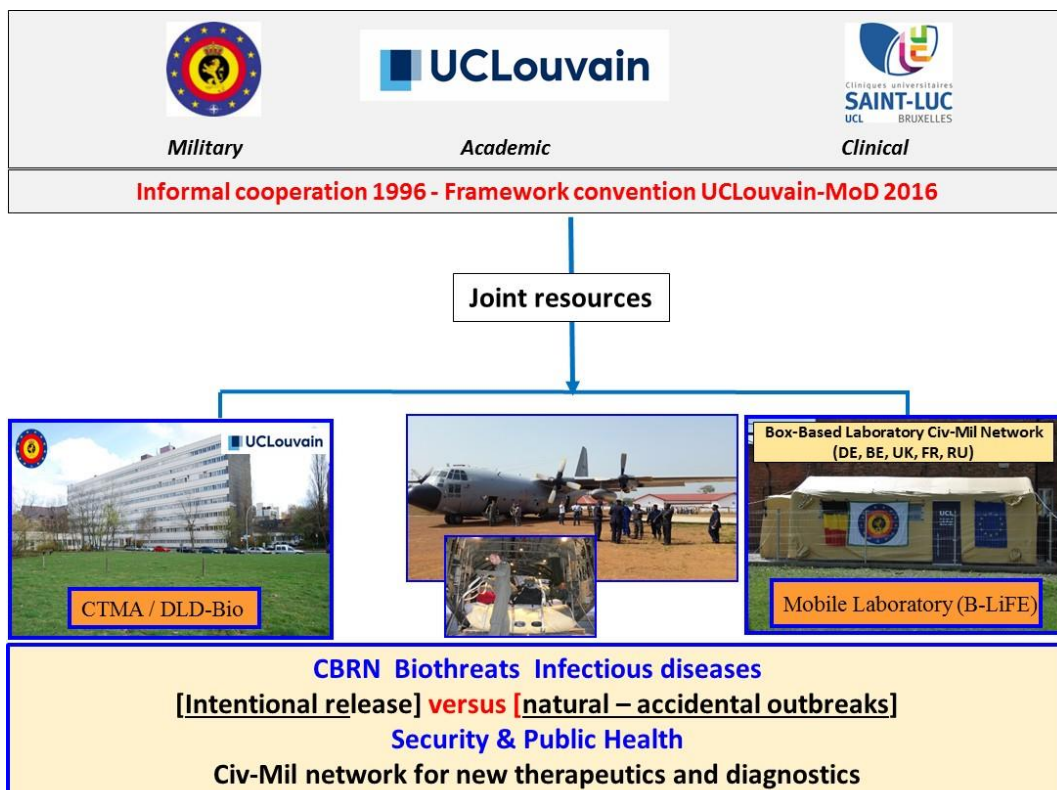 UCLouvain
Cliniques universitaires
SAINT-LUC
UCL BRUXELLES
Military Academic Clinical
Informal cooperation 1996 - Framework convention UCLouvain-MoD 2016
Joint resources
UCLouvain
CTMA / DLD-Bio
Box-Based Laboratory Civ-Mil Network
(DE, BE, UK, FR, RU)
UCL
Mobile Laboratory (B-LiFE)
CBRN Biothreats Infectious diseases
[Intentional release] versus [natural – accidental outbreaks]
Security & Public Health
Civ-Mil network for new therapeutics and diagnostics